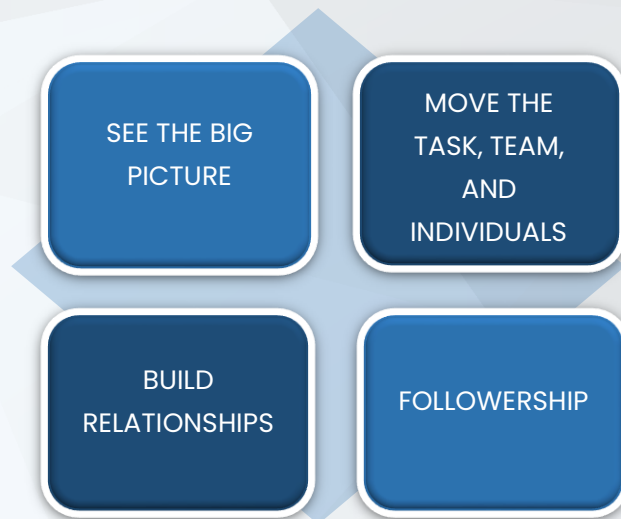 SEE THE BIG
PICTURE
MOVE THE
TASK, TEAM,
AND
INDIVIDUALS
BUILD
RELATIONSHIPS
FOLLOWERSHIP